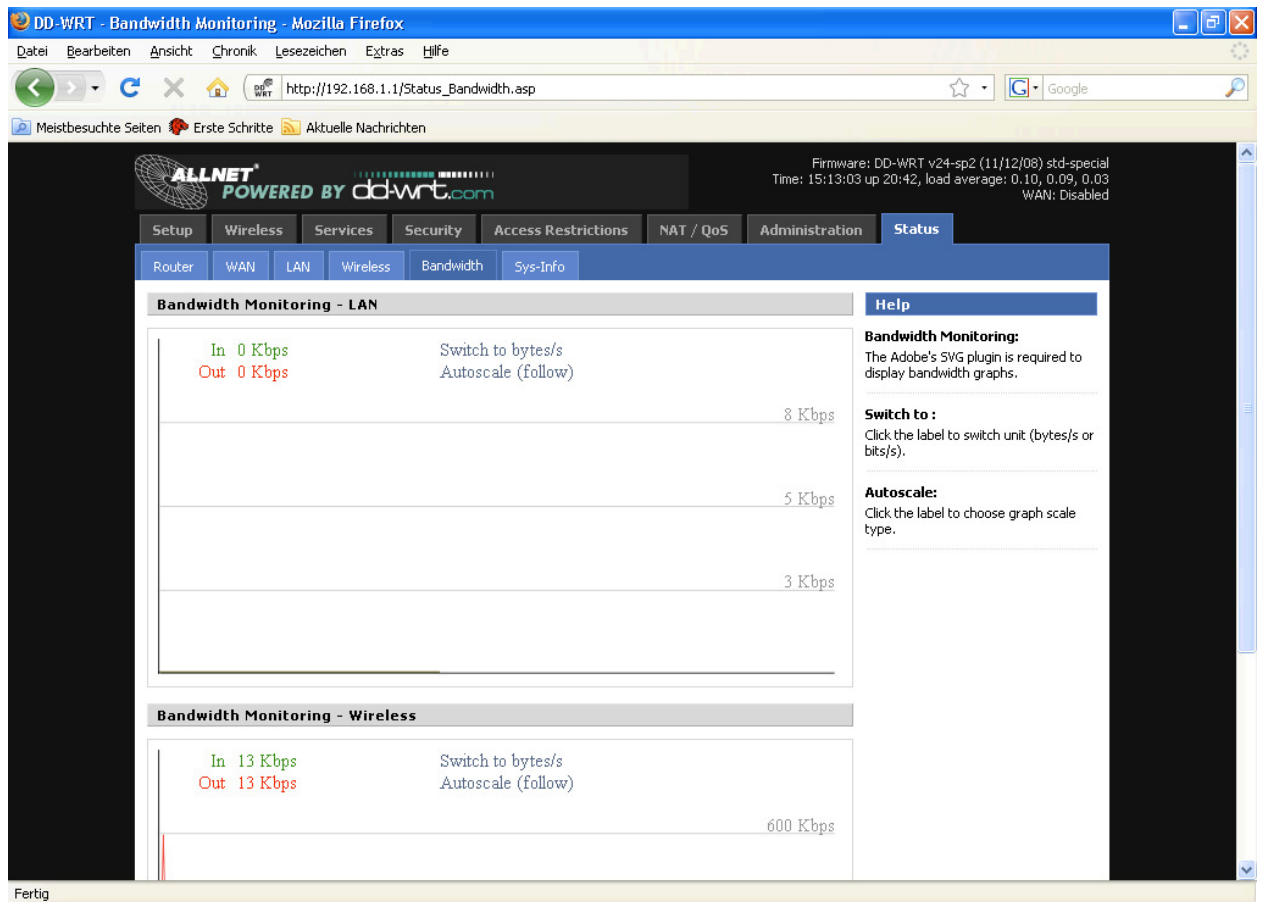 DD-WRT - Bandwidth Monitoring - Mozilla Firefox
Datei Bearbeiten Ansicht Chronik Lesezeichen Extras Hilfe
DD WRT http://192.168.1.1/Status_Bandwidth.asp G Google
Meistbesuchte Seiten Erste Schritte Aktuelle Nachrichten
ALLNET
POWERED BY dd-wrt.com
Firmware: DD-WRT v24-sp2 (11/12/08) std-special
Time: 15:13:03 up 20:42, load average: 0.10, 0.09, 0.03
WAN: Disabled
Setup Wireless Services Security Access Restrictions NAT / QoS Administration Status
Router WAN LAN Wireless Bandwidth Sys-Info
Bandwidth Monitoring - LAN
In 0 Kbps Switch to bytes/s
Out 0 Kbps Autoscale (follow)
8 Kbps
5 Kbps
3 Kbps
Bandwidth Monitoring - Wireless
In 13 Kbps Switch to bytes/s
Out 13 Kbps Autoscale (follow)
600 Kbps
Help
Bandwidth Monitoring:
The Adobe's SVG plugin is required to
display bandwidth graphs.
Switch to :
Click the label to switch unit (bytes/s or
bits/s).
Autoscale:
Click the label to choose graph scale
type.
Fertig